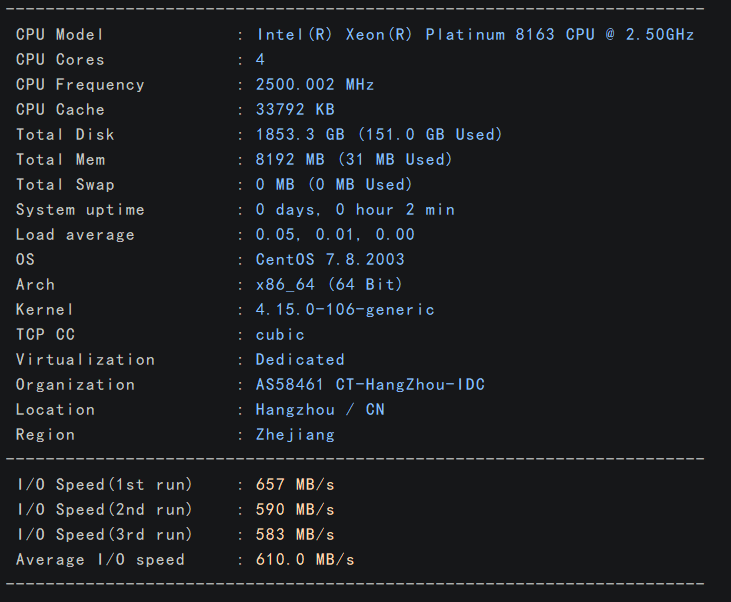 ----------------------------------------------------------------------
CPU Model : Intel(R) Xeon(R) Platinum 8163 CPU @ 2.50GHz
CPU Cores : 4
CPU Frequency : 2500.002 MHz
CPU Cache : 33792 KB
Total Disk : 1853.3 GB (151.0 GB Used)
Total Mem : 8192 MB (31 MB Used)
Total Swap : 0 MB (0 MB Used)
System uptime : 0 days, 0 hour 2 min
Load average : 0.05, 0.01, 0.00
OS : CentOS 7.8.2003
Arch : x86_64 (64 Bit)
Kernel : 4.15.0-106-generic
TCP CC : cubic
Virtualization : Dedicated
Organization : AS58461 CT-HangZhou-IDC
Location : Hangzhou / CN
Region : Zhejiang
----------------------------------------------------------------------
I/O Speed(1st run) : 657 MB/s
I/O Speed(2nd run) : 590 MB/s
I/O Speed(3rd run) : 583 MB/s
Average I/O speed : 610.0 MB/s
----------------------------------------------------------------------